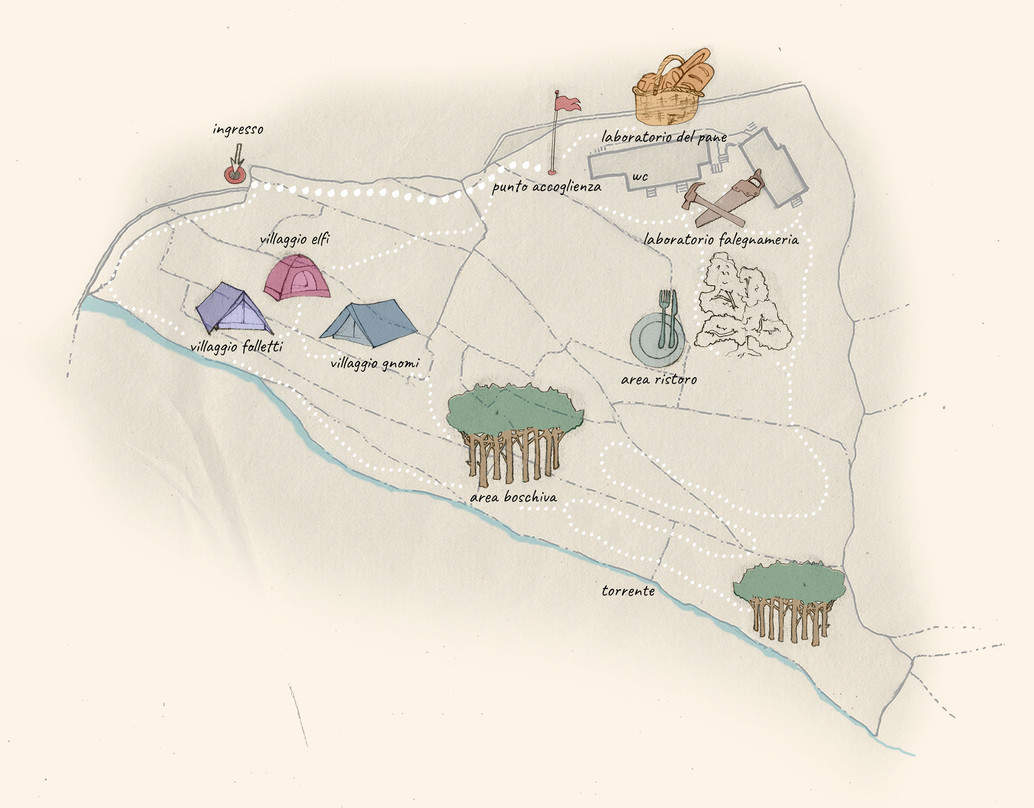 ingresso
laboratorio del pane
wc
punto accoglienza
villaggio elfi
laboratorio falegnameria
villaggio folletti
villaggio gnomi
area ristoro
area boschiva
torrente